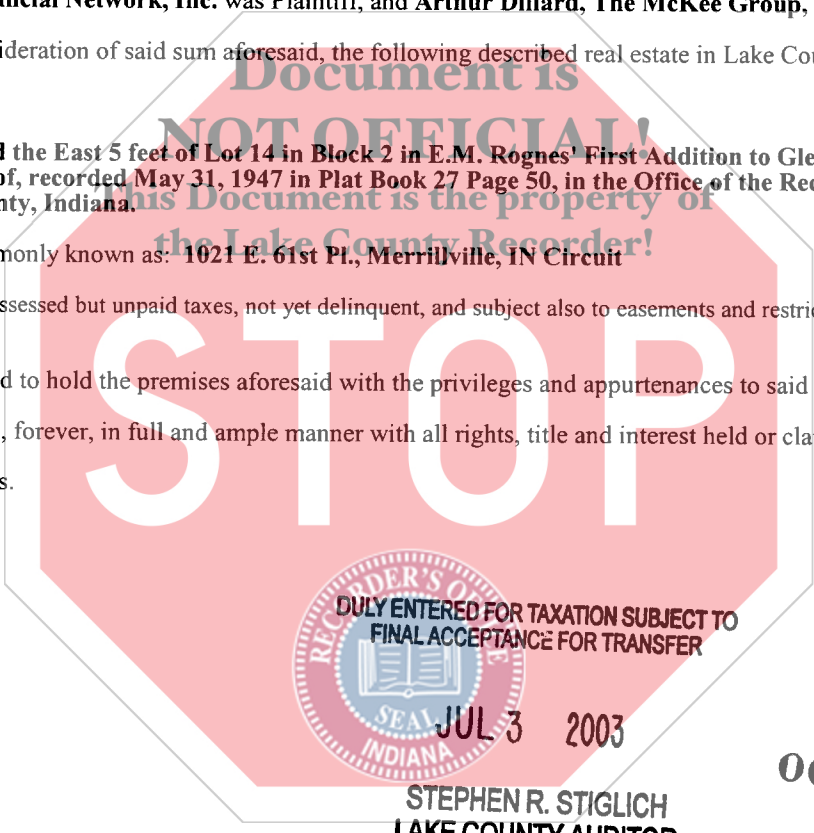 ncial Network, Inc. was Plaintiff, and Arthur Dillard, The McKee Group,
ideration of said sum aforesaid, the following described real estate in Lake Cou
Document is
NOT OFFICIAL!
d the East 5 feet of Lot 14 in Block 2 in E.M. Rognes' First Addition to Gle
of, recorded May 31, 1947 in Plat Book 27 Page 50, in the Office of the Rec
This Document is the property of
nty, Indiana.
the Lake County Recorder!
monly known as: 1021 E. 61st Pl., Merrillville, IN Circuit
ssessed but unpaid taxes, not yet delinquent, and subject also to easements and restri
STOP
d to hold the premises aforesaid with the privileges and appurtenances to said
, forever, in full and ample manner with all rights, title and interest held or cla
s.
RECORDER'S OFFICE
DULY ENTERED FOR TAXATION SUBJECT TO
FINAL ACCEPTANCE FOR TRANSFER
SEAL
INDIANA
JUL 3 2003
STEPHEN R. STIGLICH
LAKE COUNTY AUDITOR